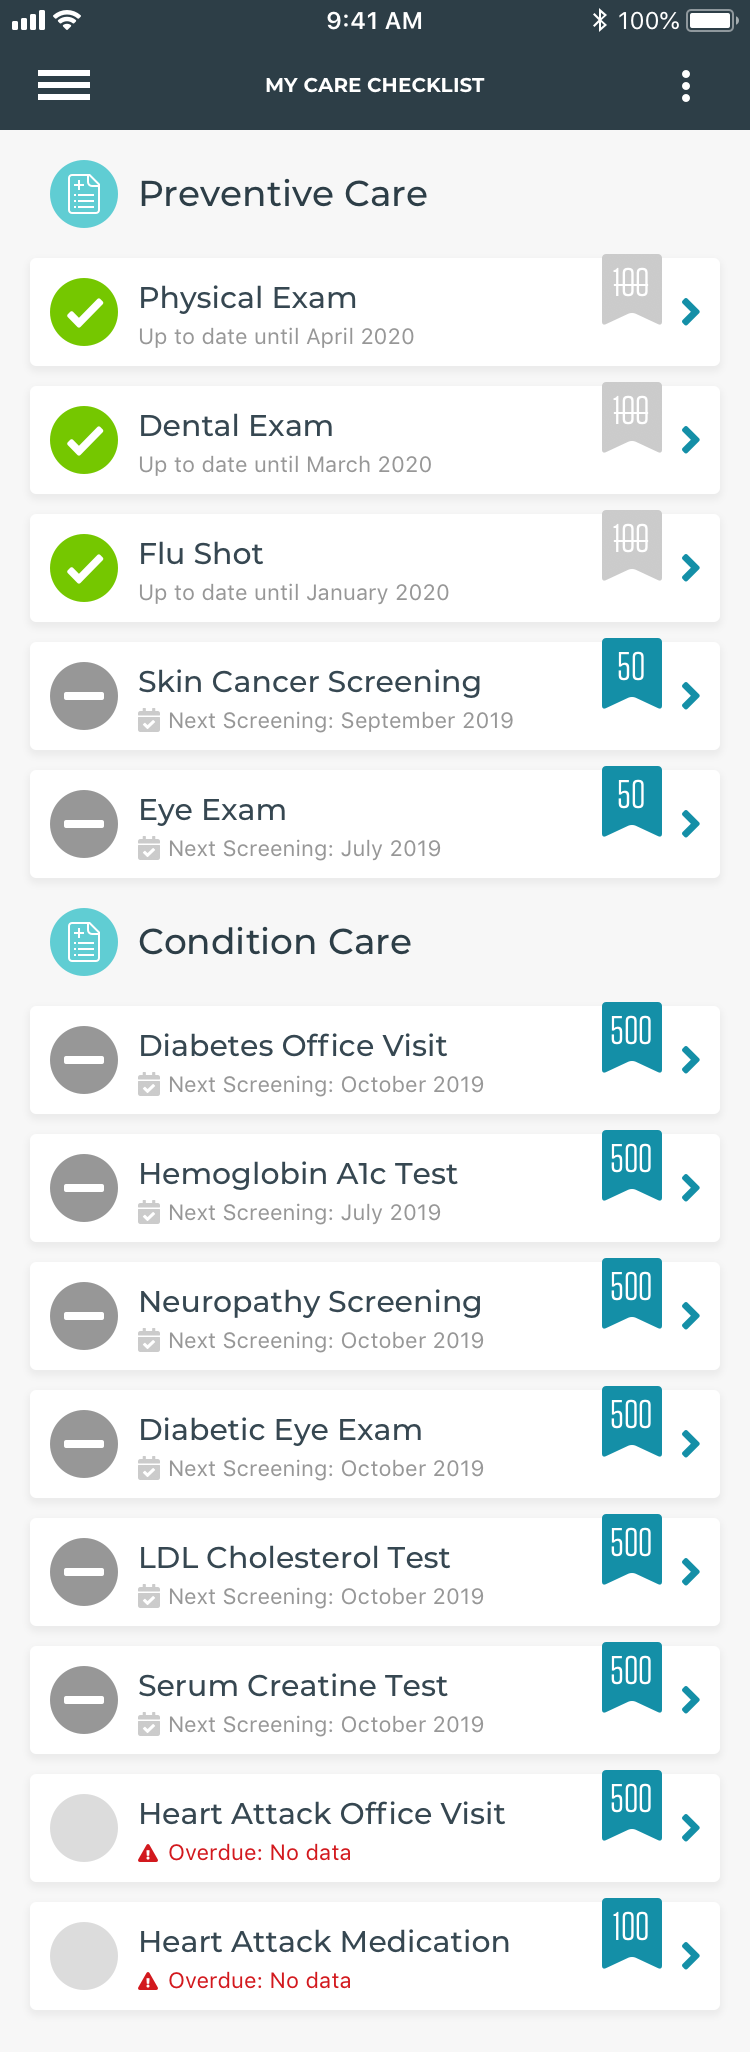 9:41 AM 100%
MY CARE CHECKLIST
Preventive Care
Physical Exam 100
Up to date until April 2020
Dental Exam 100
Up to date until March 2020
Flu Shot 100
Up to date until January 2020
Skin Cancer Screening 50
Next Screening: September 2019
Eye Exam 50
Next Screening: July 2019
Condition Care
Diabetes Office Visit 500
Next Screening: October 2019
Hemoglobin A1c Test 500
Next Screening: July 2019
Neuropathy Screening 500
Next Screening: October 2019
Diabetic Eye Exam 500
Next Screening: October 2019
LDL Cholesterol Test 500
Next Screening: October 2019
Serum Creatine Test 500
Next Screening: October 2019
Heart Attack Office Visit 500
Overdue: No data
Heart Attack Medication 100
Overdue: No data